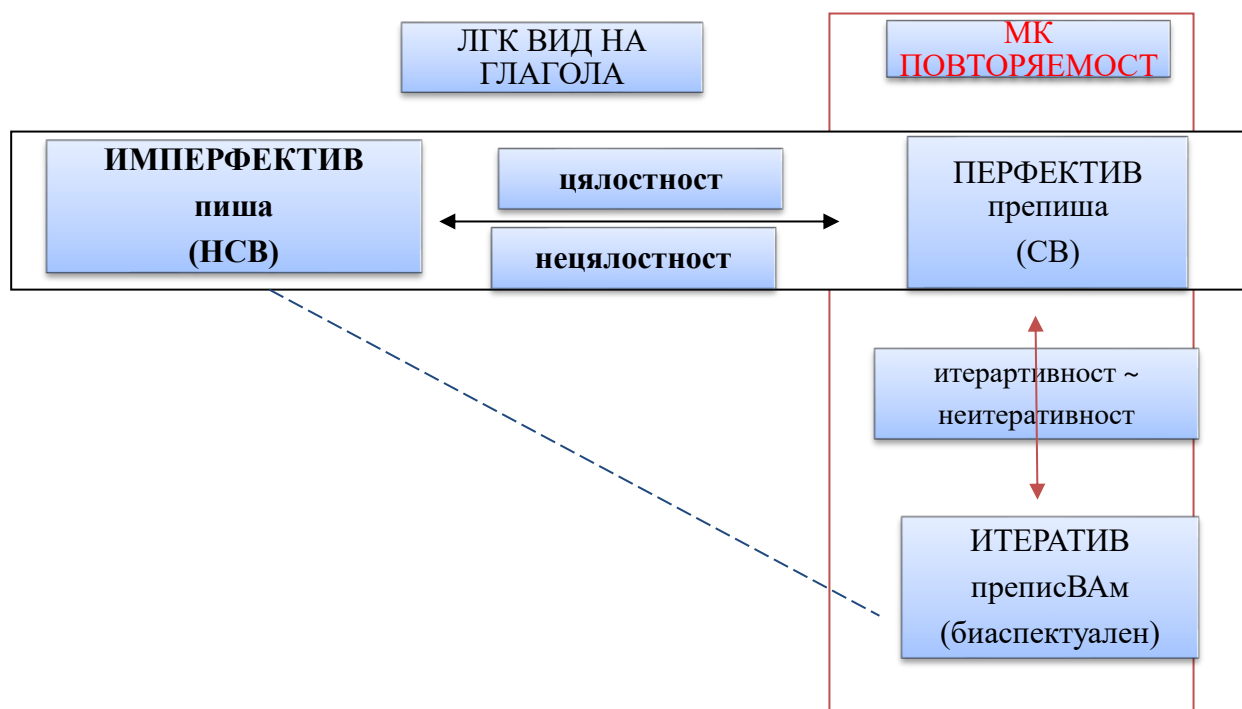 ЛГК ВИД НА
ГЛАГОЛА
МК
ПОВТОРЯЕМОСТ
ИМПЕРФЕКТИВ
пиша
(НСВ)
цялостност
нецялостност
ПЕРФЕКТИВ
препиша
(СВ)
итерартивност ~
неитеративност
ИТЕРАТИВ
преписВАм
(биаспектуален)